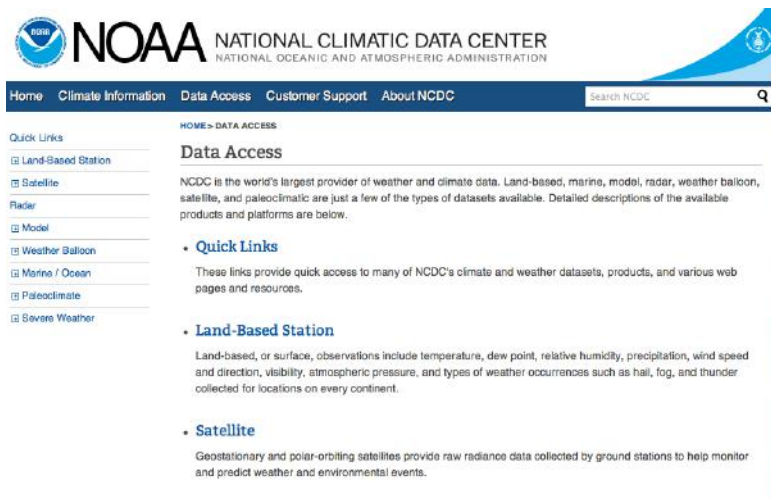 NOAA NATIONAL CLIMATIC DATA CENTER
NATIONAL OCEANIC AND ATMOSPHERIC ADMINISTRATION
Home Climate Information Data Access Customer Support About NCDC Search NCDC
HOME > DATA ACCESS
Quick Links
Land-Based Station
Satellite
Radar
Model
Weather Balloon
Marine / Ocean
Paleoclimate
Severe Weather
Data Access
NCDC is the world's largest provider of weather and climate data. Land-based, marine, model, radar, weather balloon,
satellite, and paleoclimatic are just a few of the types of datasets available. Detailed descriptions of the available
products and platforms are below.
• Quick Links
These links provide quick access to many of NCDC's climate and weather datasets, products, and various web
pages and resources.
• Land-Based Station
Land-based, or surface, observations include temperature, dew point, relative humidity, precipitation, wind speed
and direction, visibility, atmospheric pressure, and types of weather occurrences such as hail, fog, and thunder
collected for locations on every continent.
• Satellite
Geostationary and polar-orbiting satellites provide raw radiance data collected by ground stations to help monitor
and predict weather and environmental events.